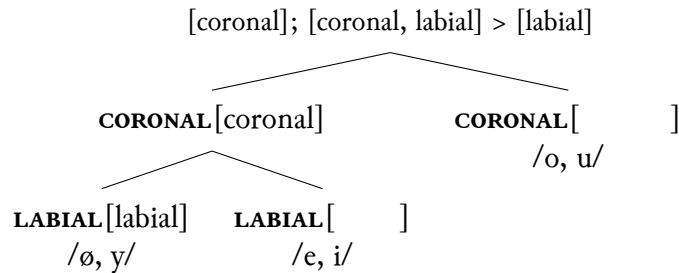 [coronal]; [coronal, labial] > [labial]
CORONAL[coronal] CORONAL[ ]
/o, u/
LABIAL[labial] LABIAL[ ]
/ø, y/ /e, i/